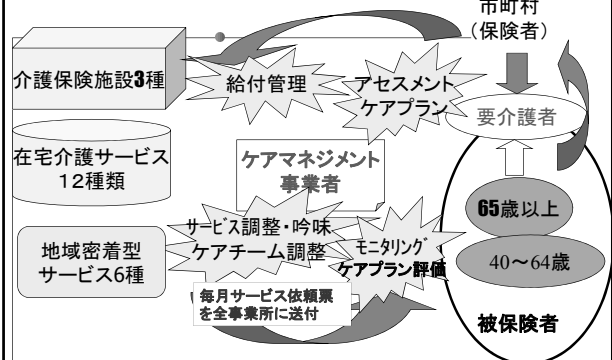 市町村
（保険者）
介護保険施設3種
給付管理
アセスメント
ケアプラン
要介護者
在宅介護サービス
１２種類
ケアマネジメント
事業者
65歳以上
サービス調整・吟味
ケアチーム調整
モニタリング
ケアプラン評価
40～64歳
地域密着型
サービス6種
毎月サービス依頼票
を全事業所に送付
被保険者